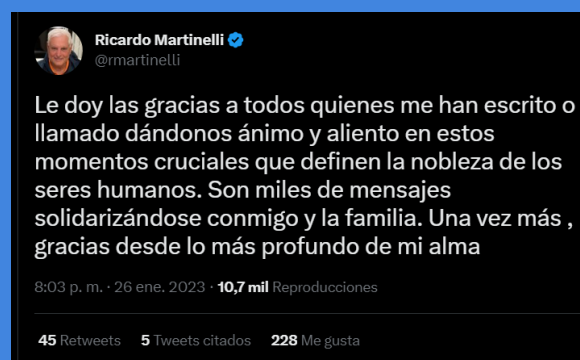 Ricardo Martinelli
@rmartinelli
Le doy las gracias a todos quienes me han escrito o
llamado dándonos ánimo y aliento en estos
momentos cruciales que definen la nobleza de los
seres humanos. Son miles de mensajes
solidarizándose conmigo y la familia. Una vez más ,
gracias desde lo más profundo de mi alma
8:03 p. m. · 26 ene. 2023 · 10,7 mil Reproducciones
45 Retweets 5 Tweets citados 228 Me gusta